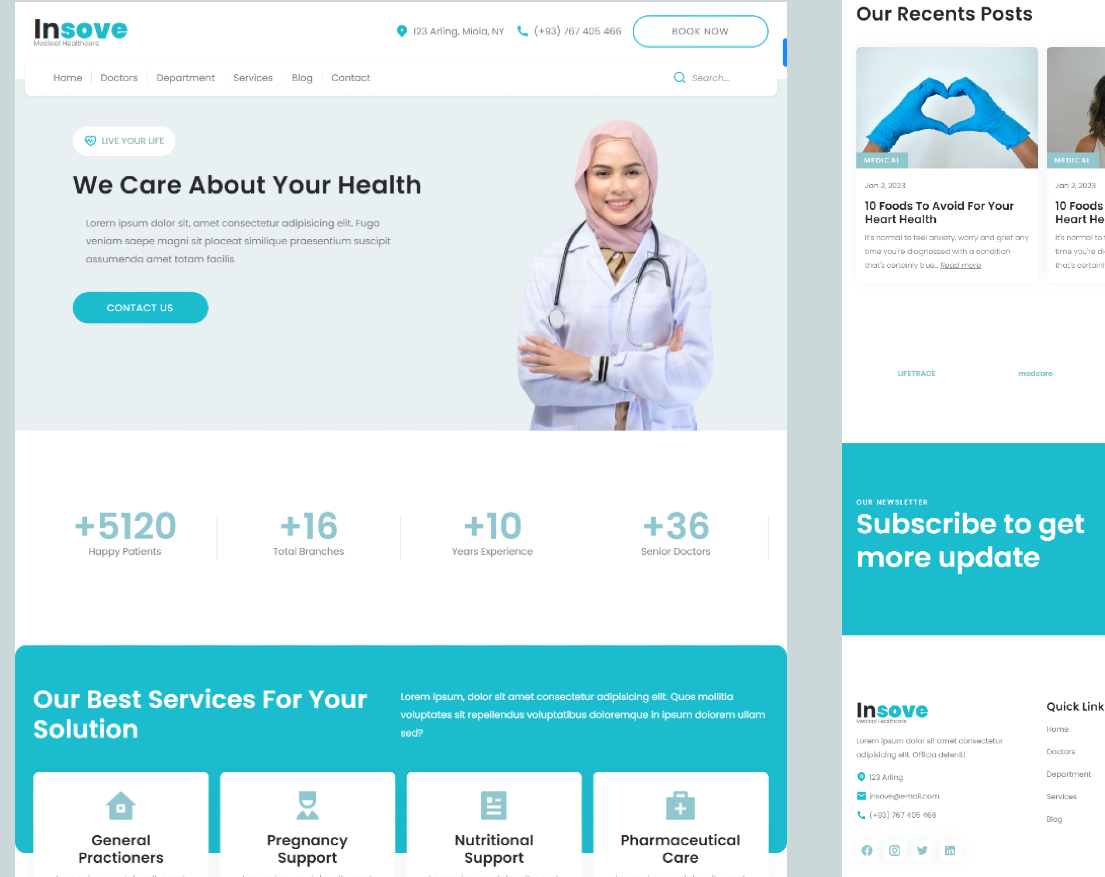 Insove
Medical Healthcare
123 Arling, Miola, NY
(+93) 767 405 466
BOOK NOW
Home
Doctors
Department
Services
Blog
Contact
Search...
LIVE YOUR LIFE
We Care About Your Health
Lorem ipsum dolor sit, amet consectetur adipisicing elit. Fuga
veniam saepe magni sit placeat similique praesentium suscipit
assumenda amet totam facilis
CONTACT US
+5120
Happy Patients
+16
Total Branches
+10
Years Experience
+36
Senior Doctors
Our Best Services For Your
Solution
Lorem ipsum, dolor sit amet consectetur adipisicing elit. Quos mollitia
voluptates sit repellendus voluptatibus doloremque in ipsum dolorem ullam
sed?
General
Practioners
Pregnancy
Support
Nutritional
Support
Pharmaceutical
Care
Our Recents Posts
MEDICAL
Jan 2, 2023
10 Foods To Avoid For Your
Heart Health
It's normal to feel anxiety, worry and grief any
time you're diagnosed with a condition
that's certainly true... Read more
MEDICAL
Jan 2, 2023
10 Foods
Heart He
It's normal to
time you're di
that's certainl
LIFETRACE
medcare
OUR NEWSLETTER
Subscribe to get
more update
Insove
Medical Healthcare
Lorem ipsum dolor sit amet consectetur
adipisicing elit. Officia deleniti
123 Arling
insove@email.com
(+93) 767 405 466
Quick Link
Home
Doctors
Department
Services
Blog